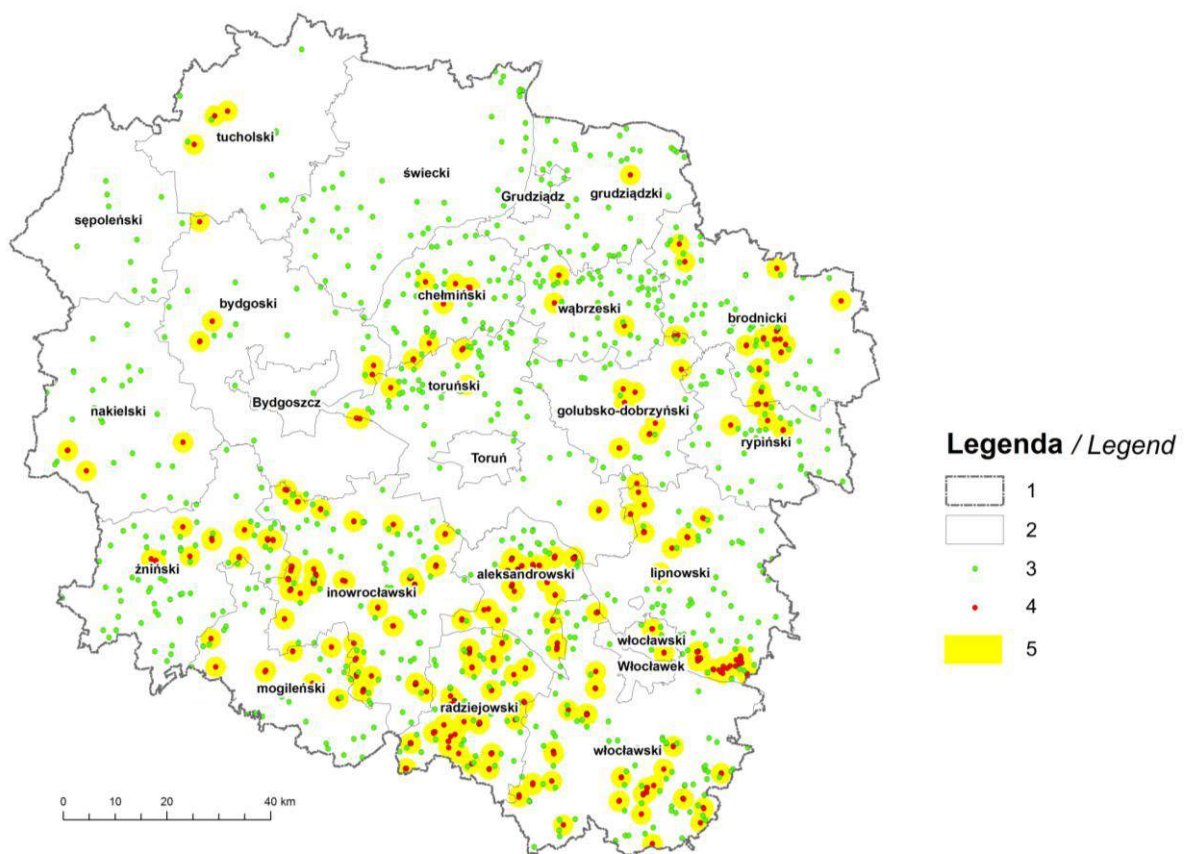 tucholski
świecki
Grudziądz
grudziądzki
sępoleński
bydgoski
chełmiński
wąbrzeski
brodnicki
toruński
nakielski
Bydgoszcz
golubsko-dobrzyński
rypiński
Toruń
żniński
inowrocławski
aleksandrowski
lipnowski
włocławski
Włocławek
mogileński
radziejowski
włocławski
0 10 20 40 km
Legenda / Legend
1
2
3
4
5